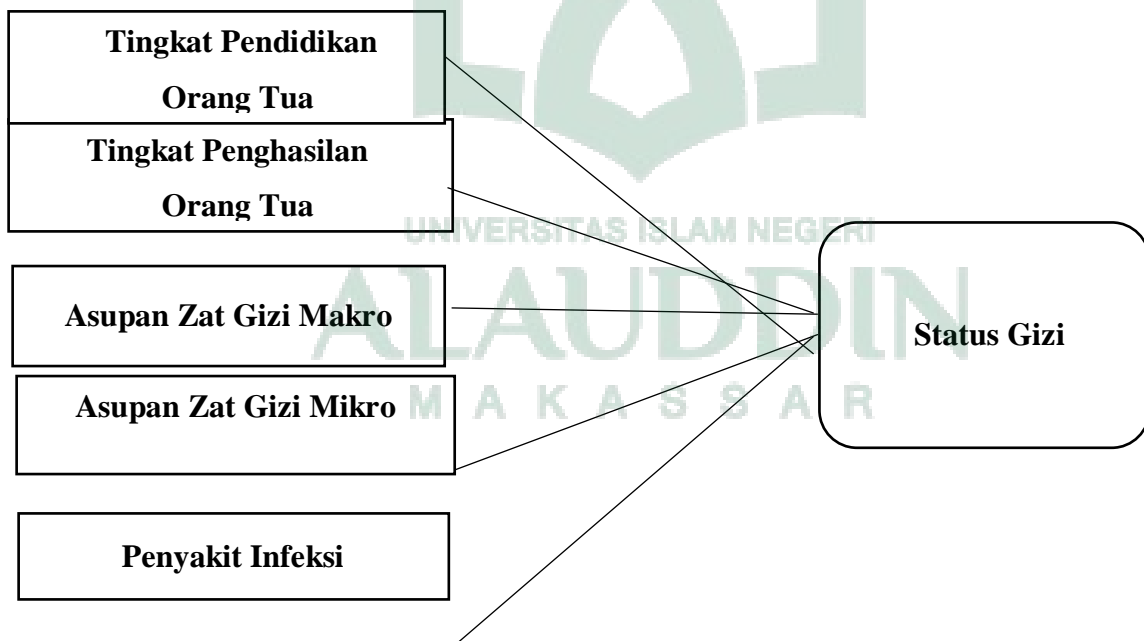 Tingkat Pendidikan
Orang Tua
Tingkat Penghasilan
Orang Tua
UNIVERSITAS ISLAM NEGERI
ALAUDDIN
MAKASSAR
Asupan Zat Gizi Makro
Status Gizi
Asupan Zat Gizi Mikro
Penyakit Infeksi